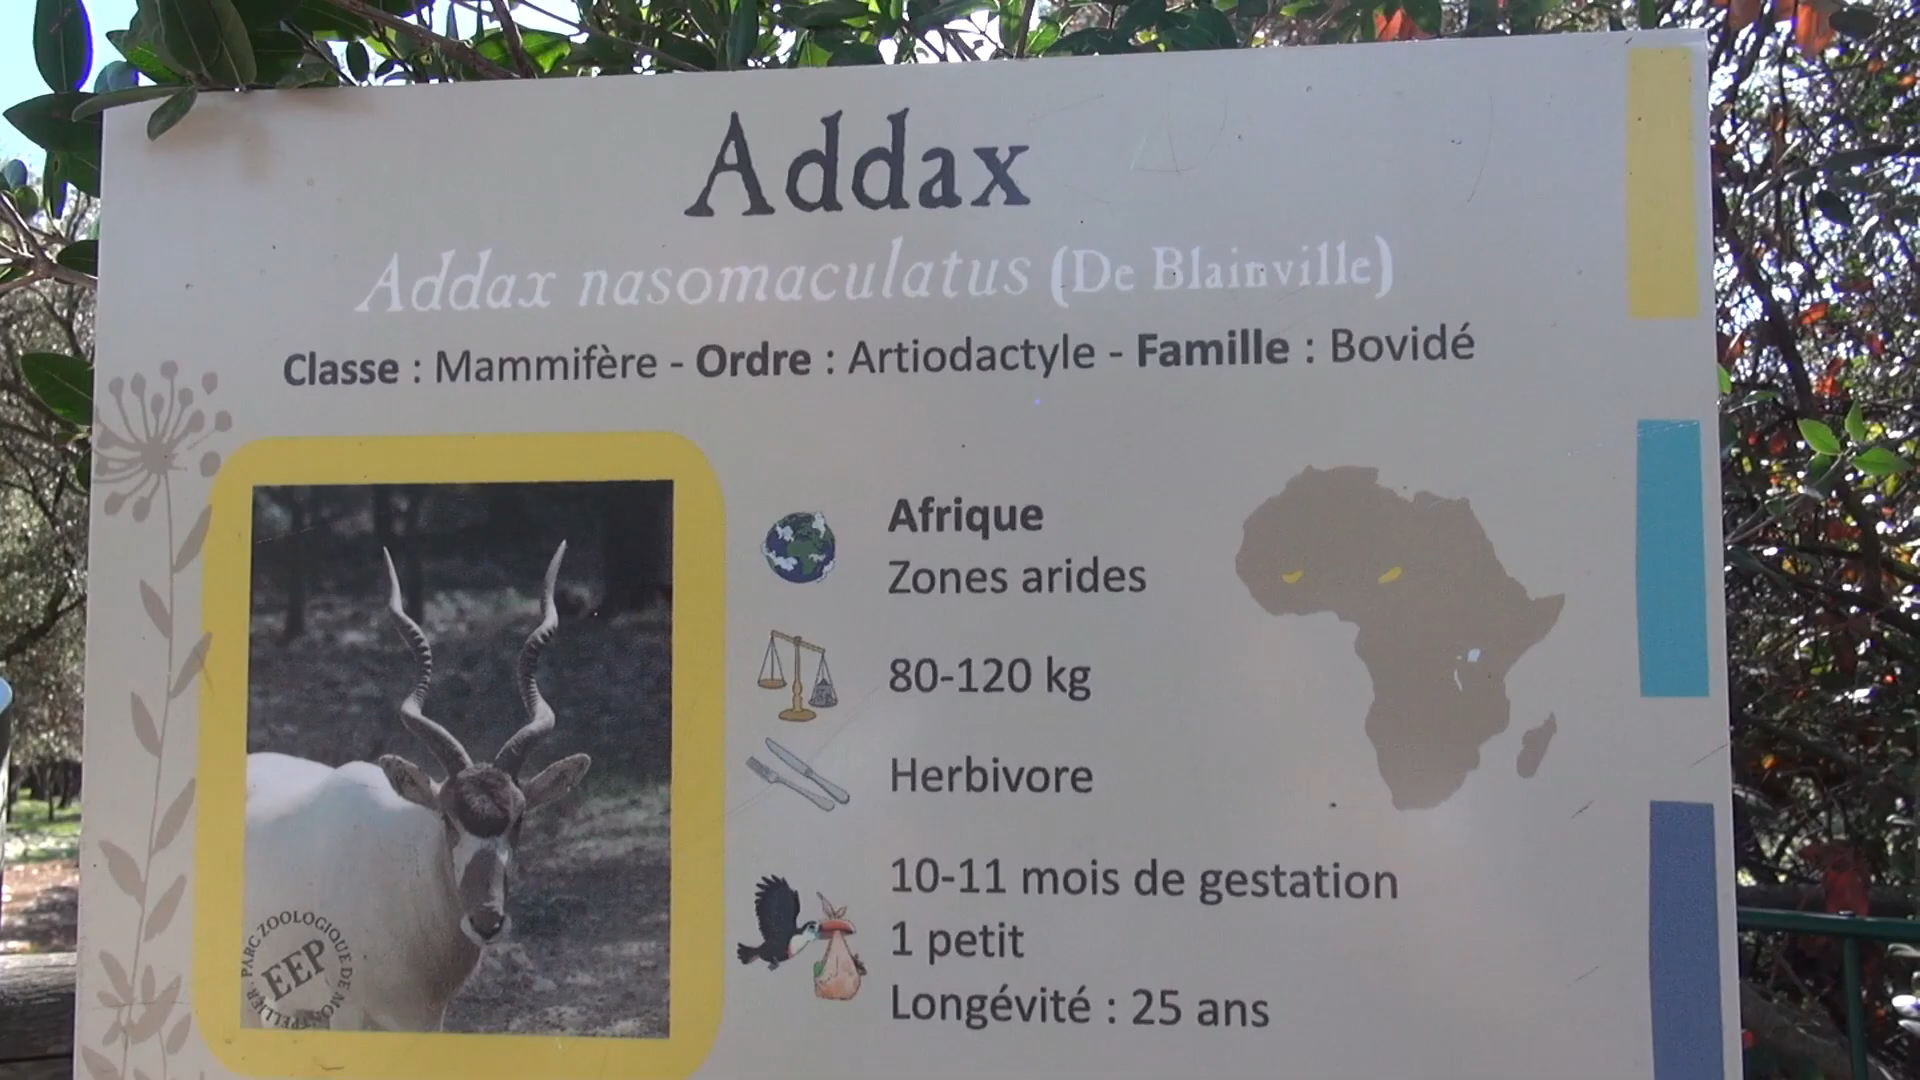 Addax
Addax nasomaculatus (De Blainville)
Classe : Mammifère - Ordre : Artiodactyle - Famille : Bovidé
Afrique
Zones arides
80-120 kg
Herbivore
10-11 mois de gestation
1 petit
Longévité : 25 ans
PARC ZOOLOGIQUE DE MONTPELLIER
EEP